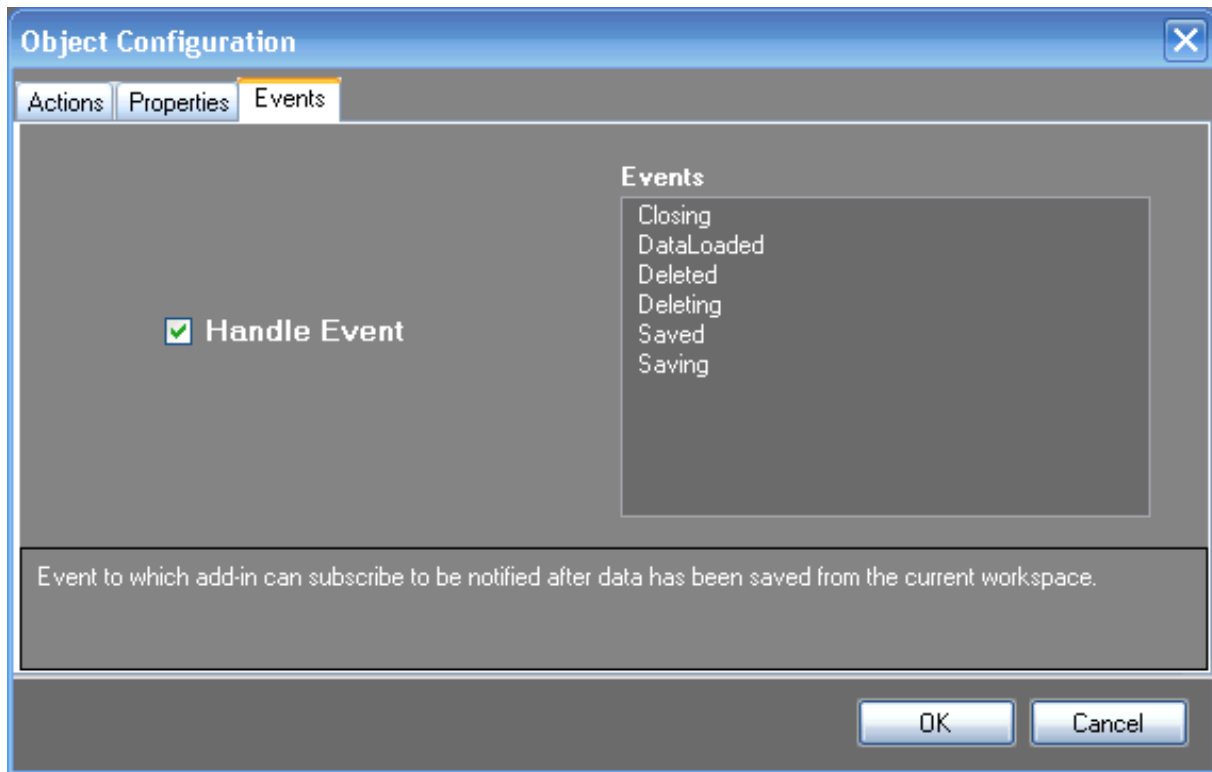 Object Configuration
Actions
Properties
Events
Events
Closing
DataLoaded
Deleted
Deleting
Saved
Saving
Handle Event
Event to which add-in can subscribe to be notified after data has been saved from the current workspace.
OK
Cancel